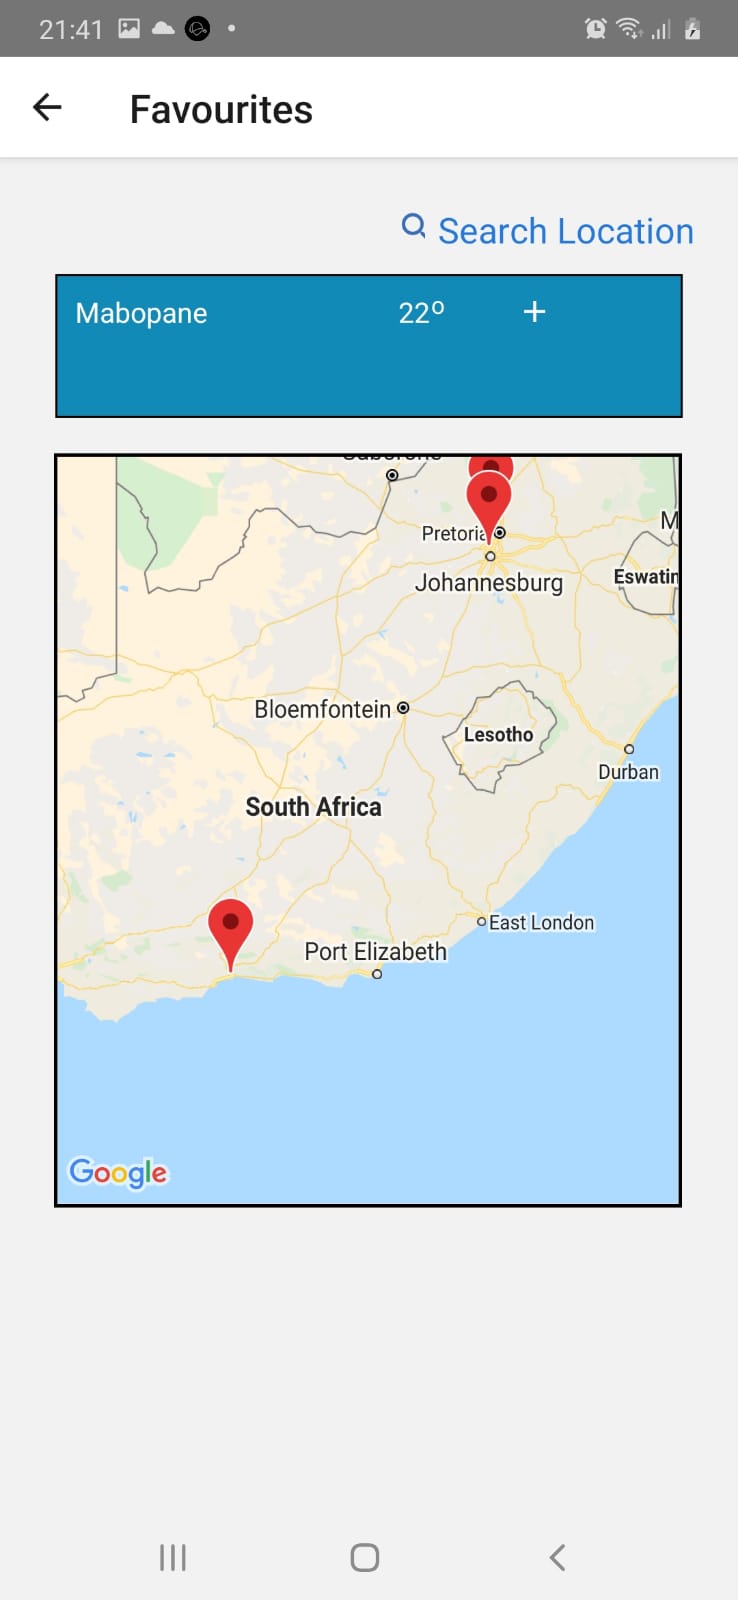 21:41
Favourites
Search Location
Mabopane 22º +
Pretoria
M
Johannesburg
Eswatin
Bloemfontein
Lesotho
Durban
South Africa
East London
Port Elizabeth
Google